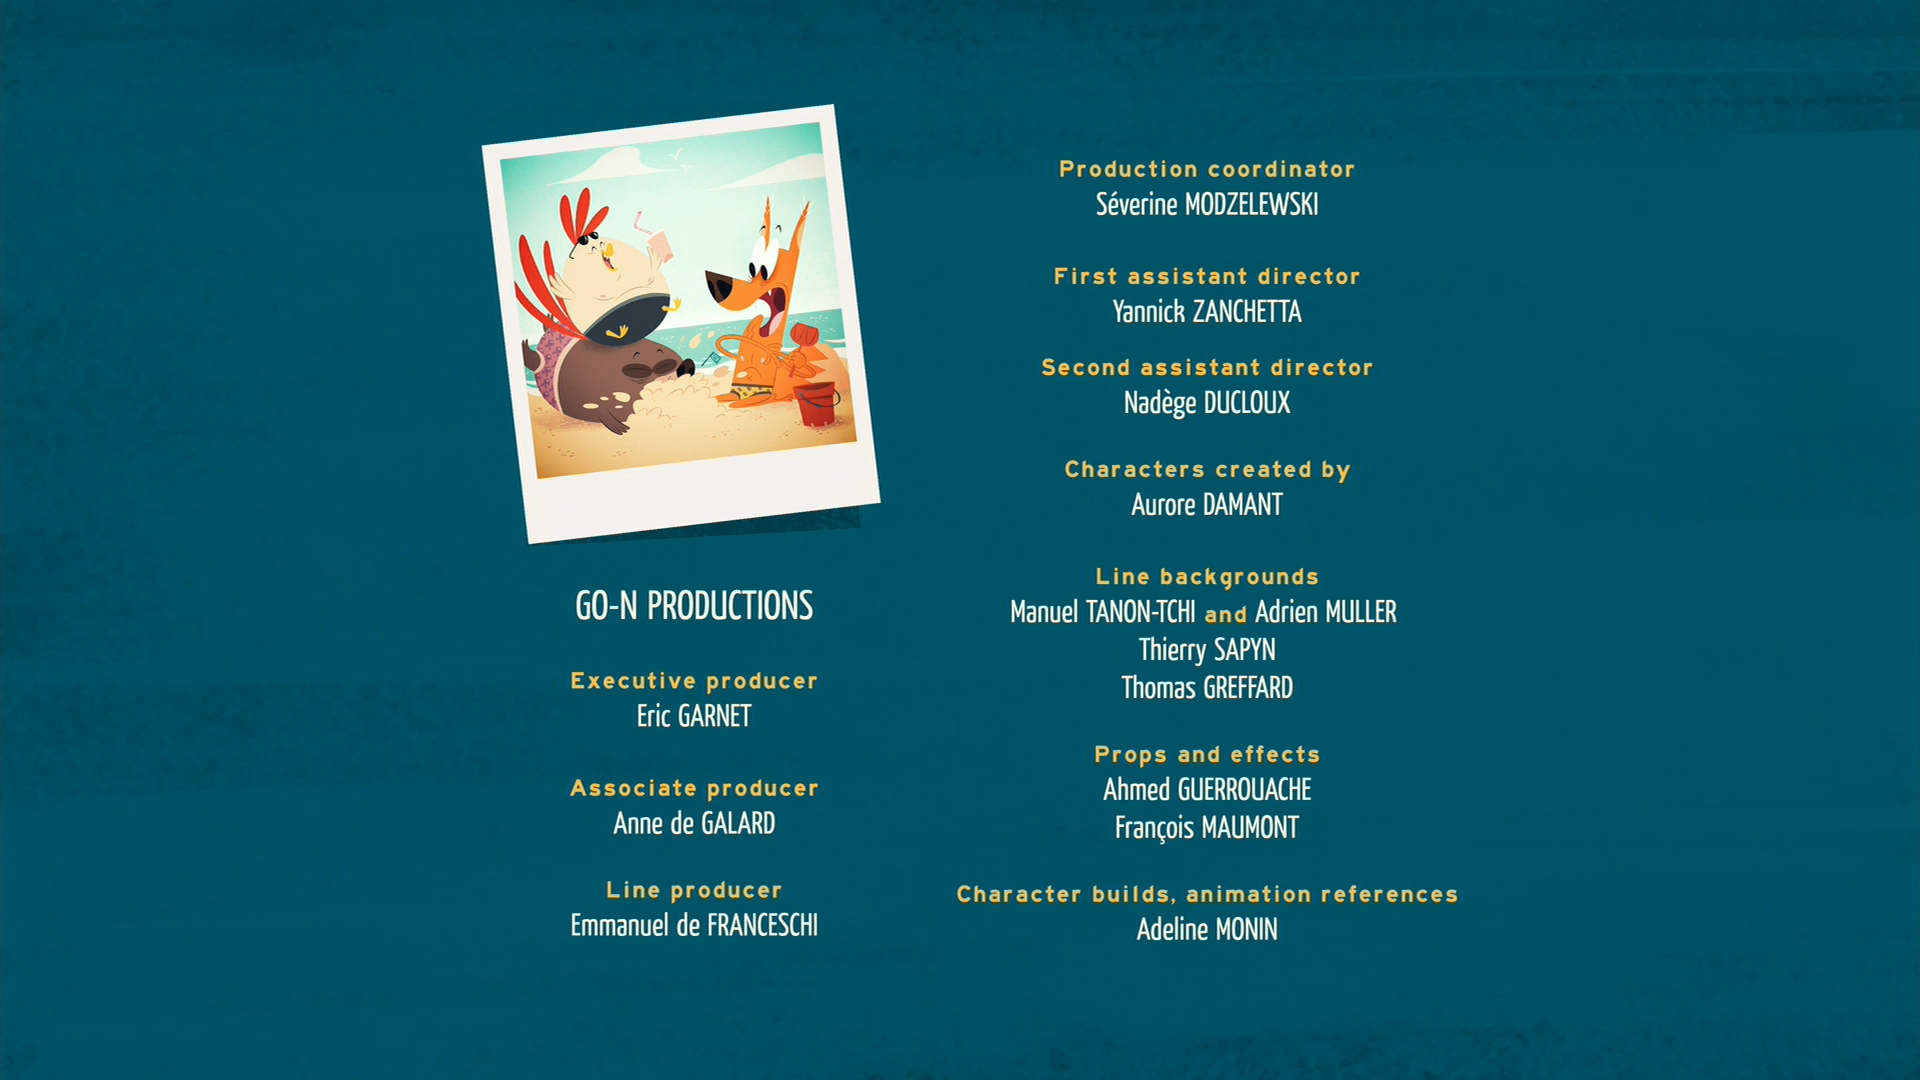 GO-N PRODUCTIONS
Executive producer
Eric GARNET
Associate producer
Anne de GALARD
Line producer
Emmanuel de FRANCESCHI
Production coordinator
Séverine MODZELEWSKI
First assistant director
Yannick ZANCHETTA
Second assistant director
Nadège DUCLOUX
Characters created by
Aurore DAMANT
Line backgrounds
Manuel TANON-TCHI and Adrien MULLER
Thierry SAPYN
Thomas GREFFARD
Props and effects
Ahmed GUERROUACHE
François MAUMONT
Character builds, animation references
Adeline MONIN